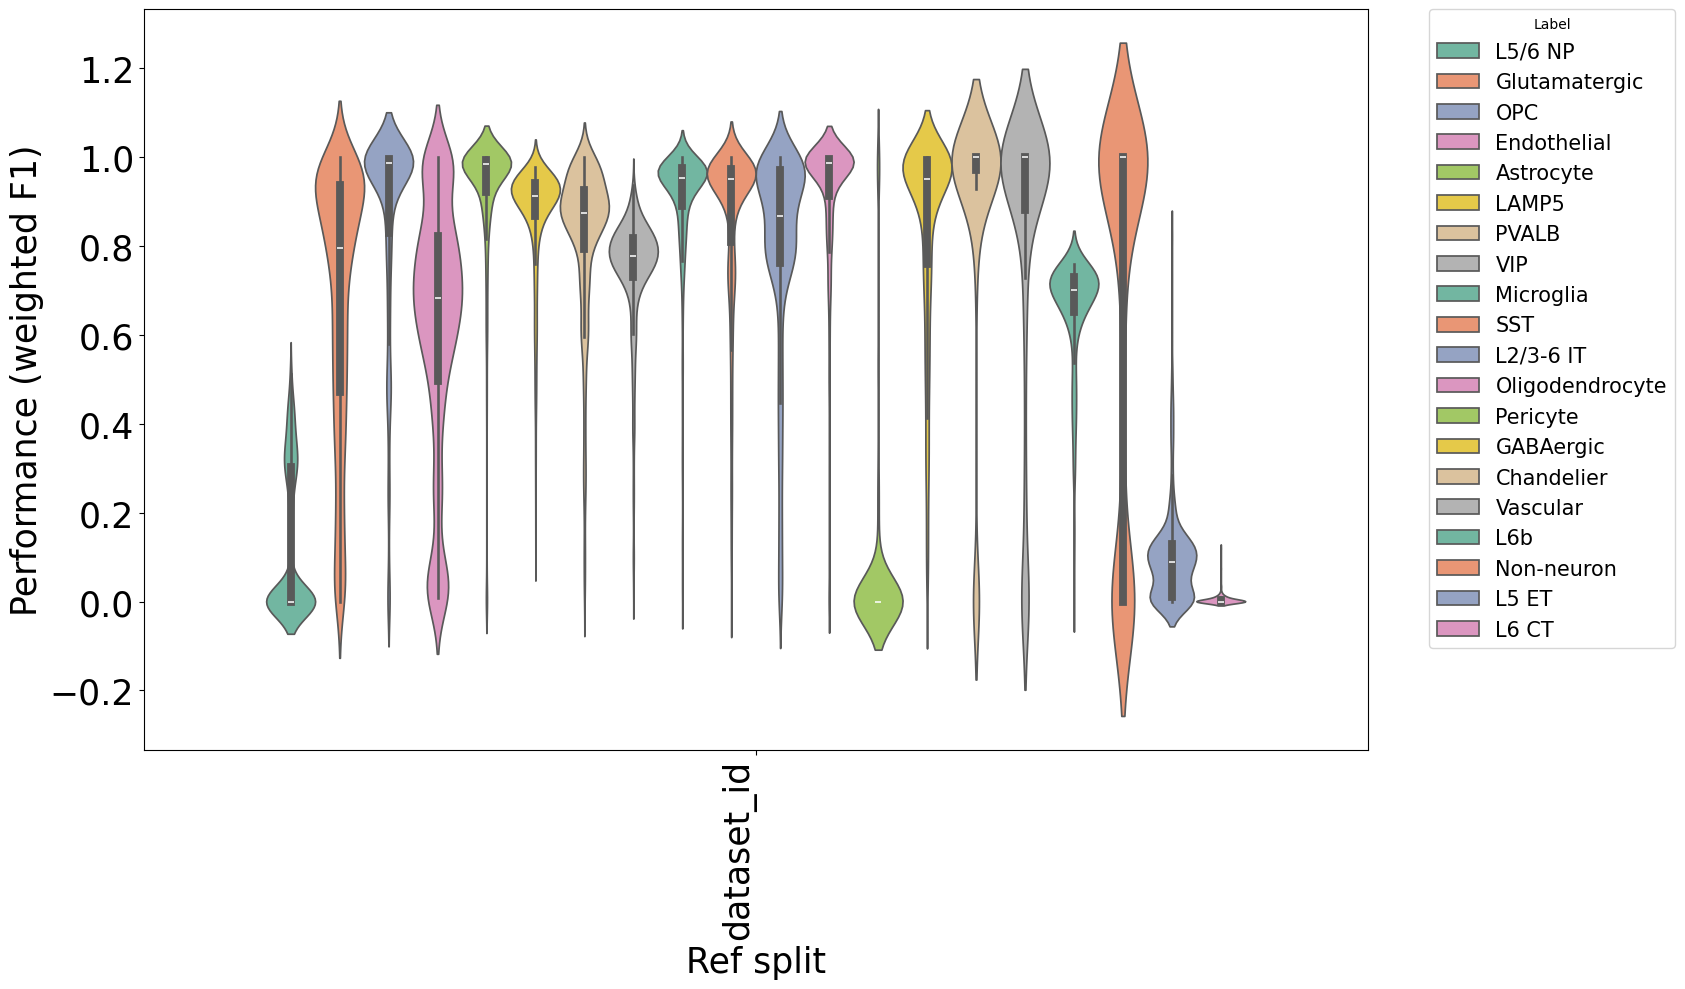 Performance (weighted F1)
1.2
1.0
0.8
0.6
0.4
0.2
0.0
−0.2
dataset_id
Ref split
Label
L5/6 NP
Glutamatergic
OPC
Endothelial
Astrocyte
LAMP5
PVALB
VIP
Microglia
SST
L2/3-6 IT
Oligodendrocyte
Pericyte
GABAergic
Chandelier
Vascular
L6b
Non-neuron
L5 ET
L6 CT